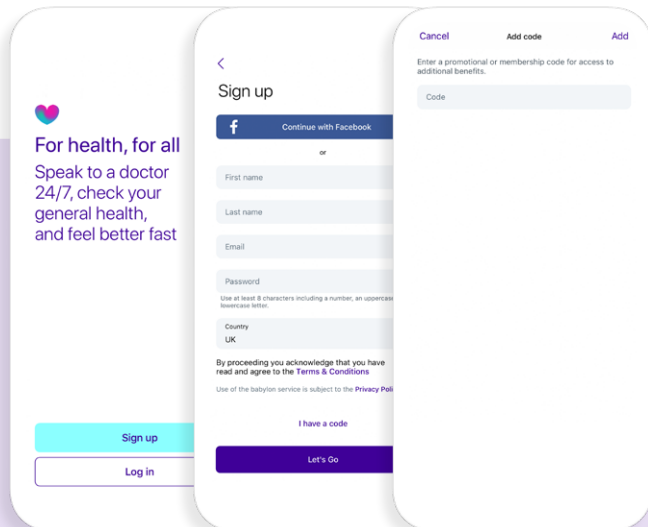 For health, for all
Speak to a doctor
24/7, check your
general health,
and feel better fast
Sign up
Log in
Sign up
f
Continue with Facebook
or
First name
Last name
Email
Password
Use at least 8 characters including a number, an uppercase
lowercase letter.
Country
UK
By proceeding you acknowledge that you have
read and agree to the Terms & Conditions
Use of the babylon service is subject to the Privacy
I have a code
Let's Go
Cancel
Add code
Add
Enter a promotional or membership code for access to
additional benefits.
Code